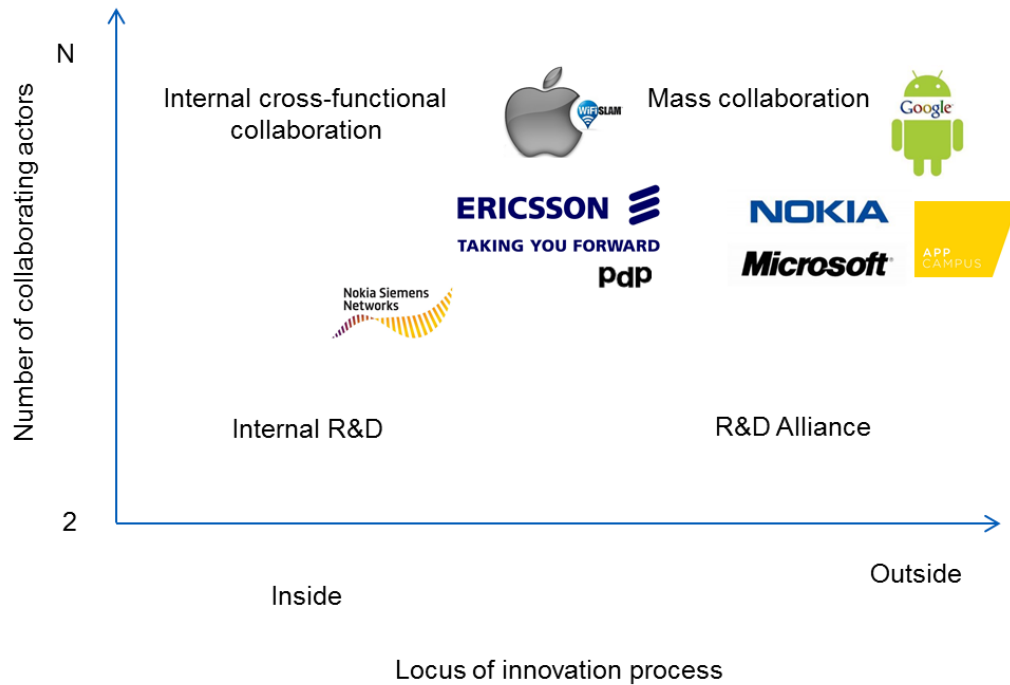 N
Number of collaborating actors
Internal cross-functional
collaboration
WiFiSLAM
Mass collaboration
Google
ERICSSON
TAKING YOU FORWARD
pdp
NOKIA
Microsoft
APP
CAMPUS
Nokia Siemens
Networks
Internal R&D
R&D Alliance
2
Inside
Outside
Locus of innovation process